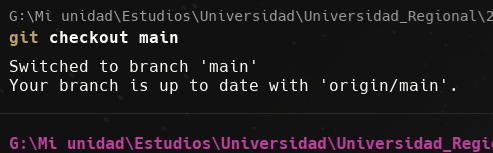 G:\Mi unidad\Estudios\Universidad\Universidad_Regional\2
git checkout main
Switched to branch 'main'
Your branch is up to date with 'origin/main'.
G:\Mi unidad\Estudios\Universidad\Universidad_Regio